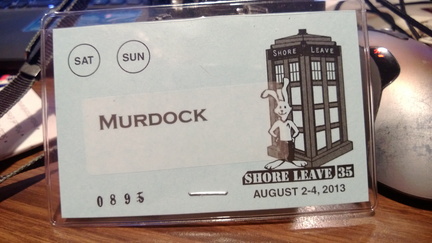 SHORE LEAVE
SAT SUN
MURDOCK
0895
SHORE LEAVE 35
AUGUST 2-4, 2013